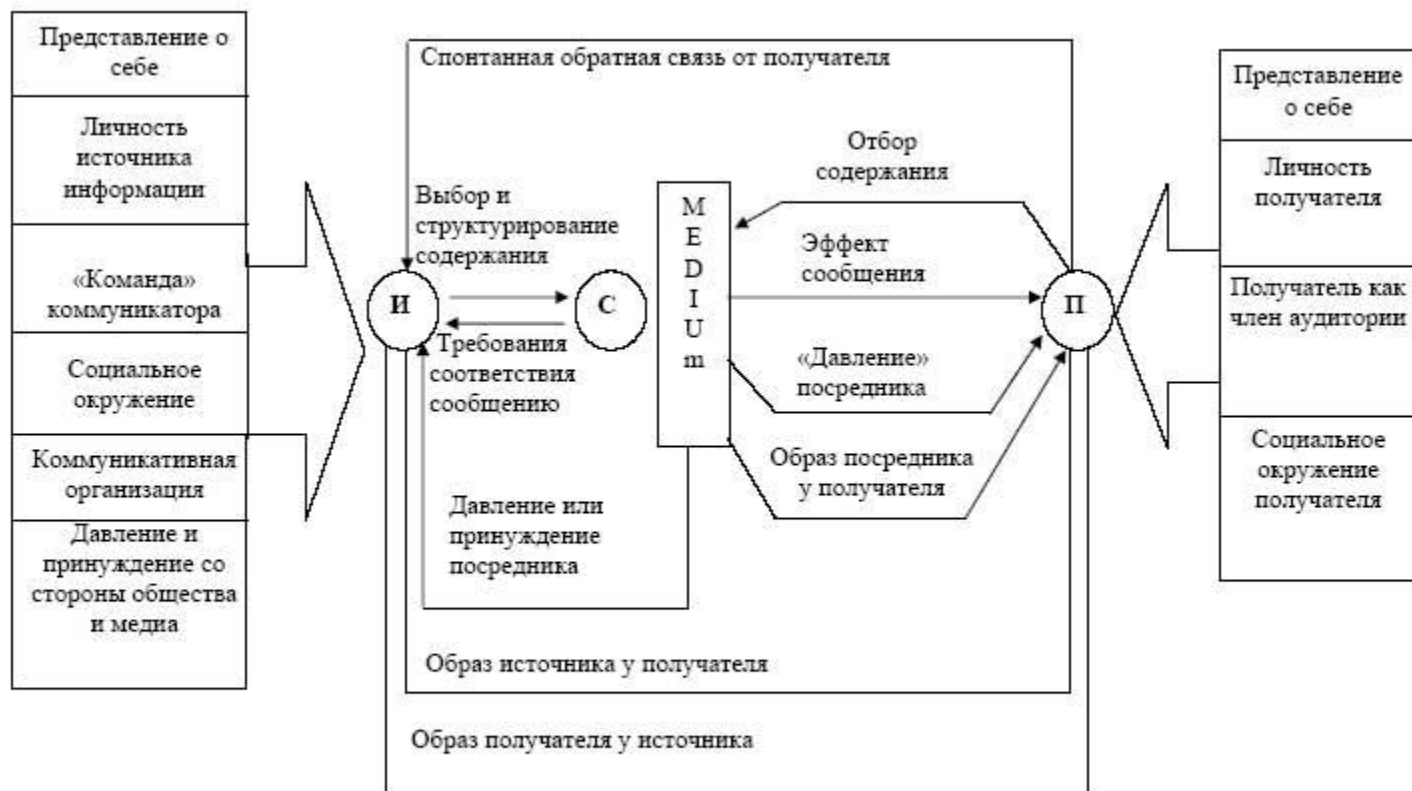 Представление о
себе
Личность
источника
информации
«Команда»
коммуникатора
Социальное
окружение
Коммуникативная
организация
Давление и
принуждение со
стороны общества
и медиа
Спонтанная обратная связь от получателя
Выбор и
структурирование
содержания
И
С
Требования
соответствия
сообщению
M
E
D
I
U
m
Отбор
содержания
Эффект
сообщения
«Давление»
посредника
Образ посредника
у получателя
П
Давление или
принуждение
посредника
Образ источника у получателя
Образ получателя у источника
Представление
о себе
Личность
получателя
Получатель как
член аудитории
Социальное
окружение
получателя